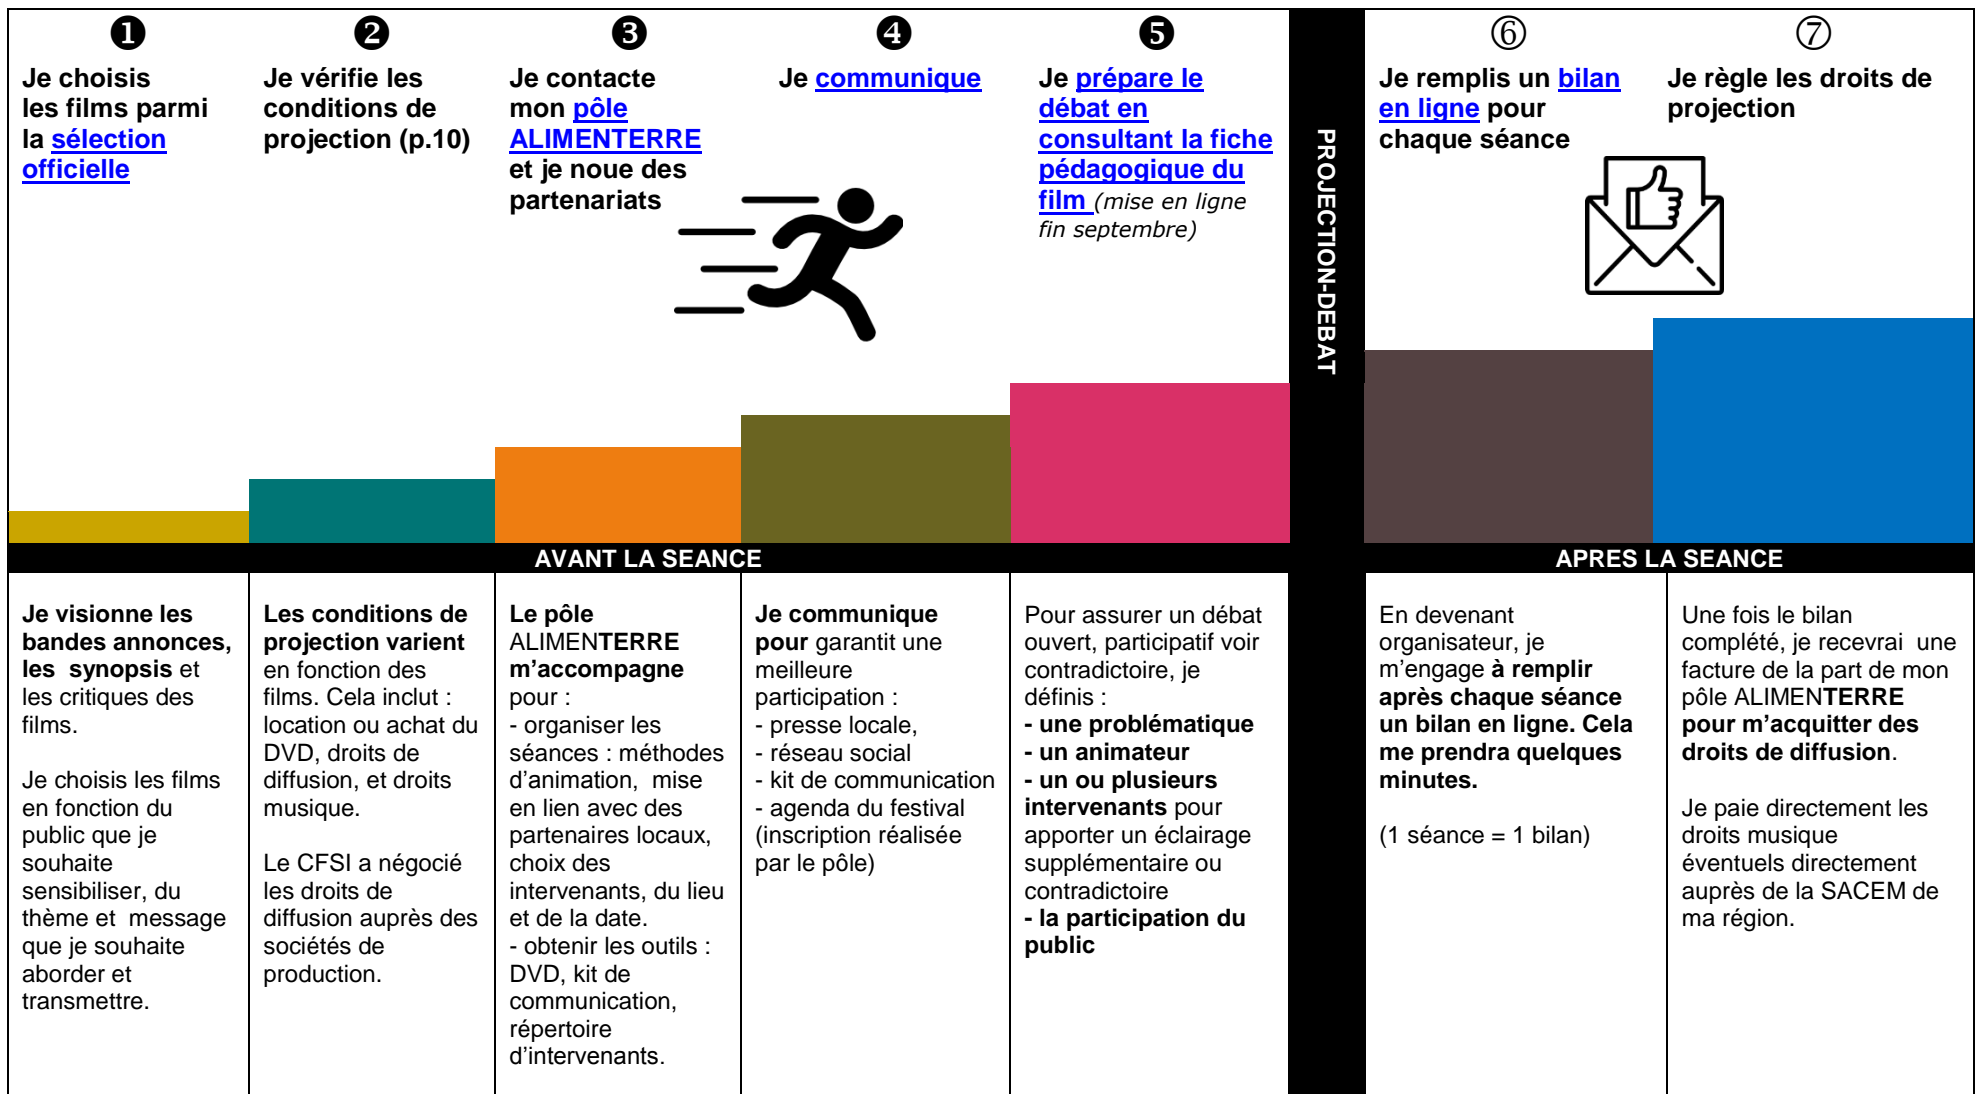 ❶
Je choisis
les films parmi
la sélection
officielle
❷
Je vérifie les
conditions de
projection (p.10)
❸
Je contacte
mon pôle
ALIMENTERRE
et je noue des
partenariats
❹
Je communique
❺
Je prépare le
débat en
consultant la fiche
pédagogique du
film (mise en ligne
fin septembre)
PROJECTION-DEBAT
⑥
Je remplis un bilan
en ligne pour
chaque séance
⑦
Je règle les droits de
projection
AVANT LA SEANCE
APRES LA SEANCE
Je visionne les
bandes annonces,
les synopsis et
les critiques des
films.
Je choisis les films
en fonction du
public que je
souhaite
sensibiliser, du
thème et message
que je souhaite
aborder et
transmettre.
Les conditions de
projection varient
en fonction des
films. Cela inclut :
location ou achat du
DVD, droits de
diffusion, et droits
musique.
Le CFSI a négocié
les droits de
diffusion auprès des
sociétés de
production.
Le pôle
ALIMENTERRE
m’accompagne
pour :
- organiser les
séances : méthodes
d’animation, mise
en lien avec des
partenaires locaux,
choix des
intervenants, du lieu
et de la date.
- obtenir les outils :
DVD, kit de
communication,
répertoire
d’intervenants.
Je communique
pour garantit une
meilleure
participation :
- presse locale,
- réseau social
- kit de communication
- agenda du festival
(inscription réalisée
par le pôle)
Pour assurer un débat
ouvert, participatif voir
contradictoire, je
définis :
- une problématique
- un animateur
- un ou plusieurs
intervenants pour
apporter un éclairage
supplémentaire ou
contradictoire
- la participation du
public
En devenant
organisateur, je
m’engage à remplir
après chaque séance
un bilan en ligne. Cela
me prendra quelques
minutes.
(1 séance = 1 bilan)
Une fois le bilan
complété, je recevrai une
facture de la part de mon
pôle ALIMENTERRE
pour m’acquitter des
droits de diffusion.
Je paie directement les
droits musique
éventuels directement
auprès de la SACEM de
ma région.